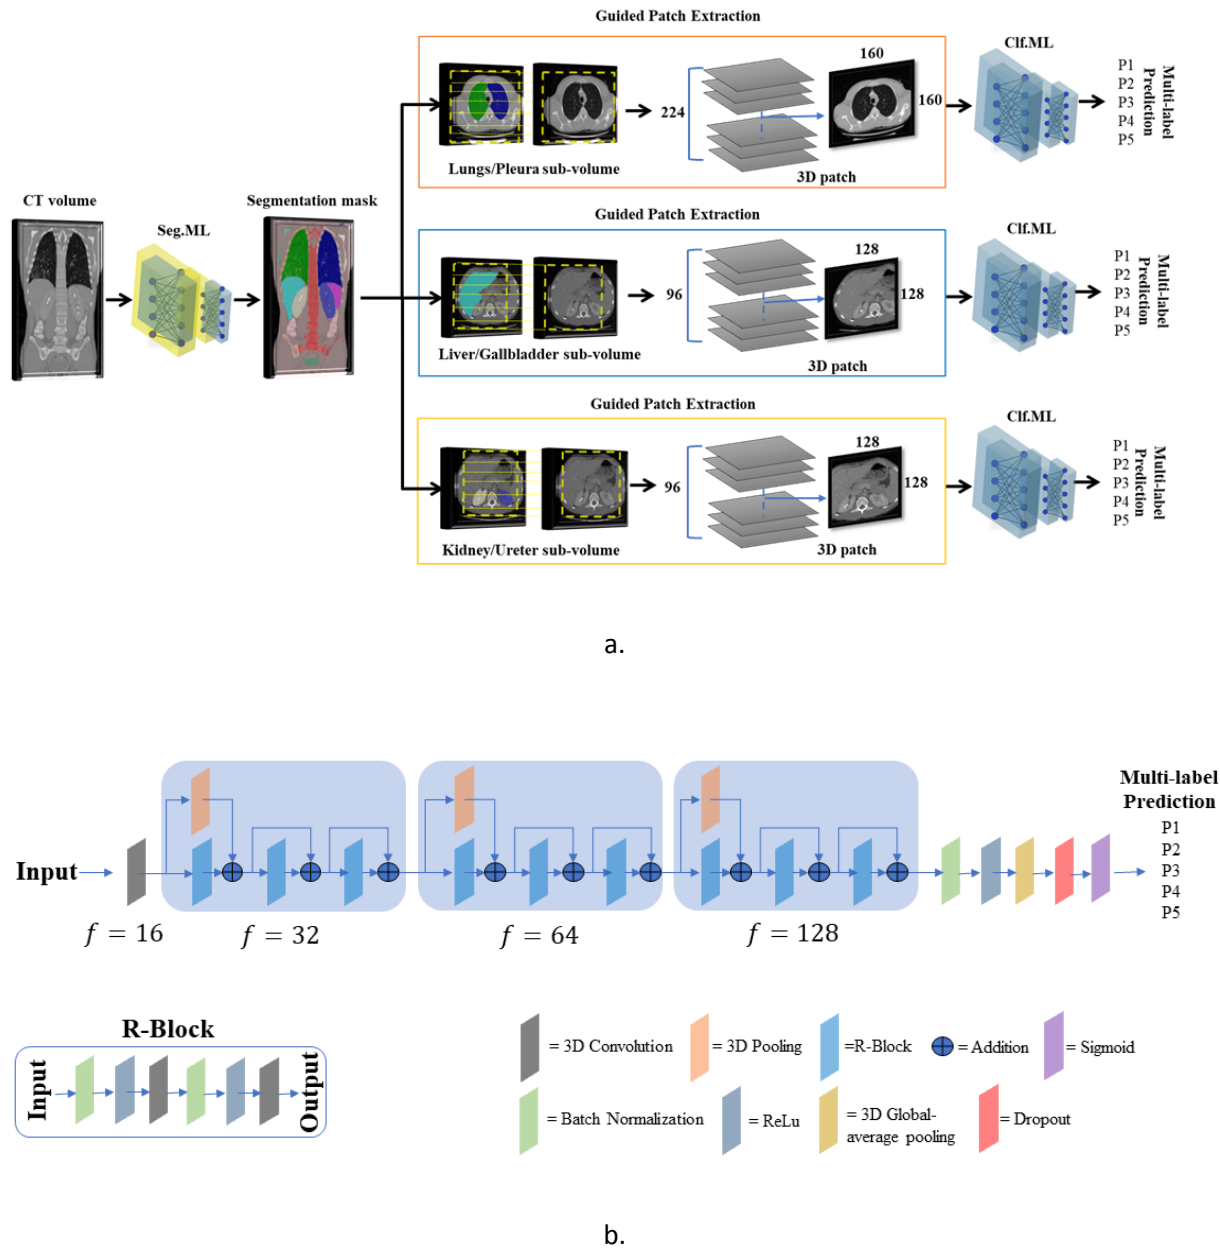 Guided Patch Extraction
160
160
224
Lungs/Pleura sub-volume
3D patch
Clf.ML
P1
P2
P3
P4
P5
Multi-label
Prediction
CT volume
Seg.ML
Segmentation mask
Guided Patch Extraction
128
128
96
Liver/Gallbladder sub-volume
3D patch
Clf.ML
P1
P2
P3
P4
P5
Multi-label
Prediction
Guided Patch Extraction
128
128
96
Kidney/Ureter sub-volume
3D patch
Clf.ML
P1
P2
P3
P4
P5
Multi-label
Prediction
a.
Input
f = 16
f = 32
f = 64
f = 128
Multi-label
Prediction
P1
P2
P3
P4
P5
R-Block
Input
Output
= 3D Convolution
= 3D Pooling
=R-Block
= Addition
= Sigmoid
= Batch Normalization
= ReLu
= 3D Global-
average pooling
= Dropout
b.